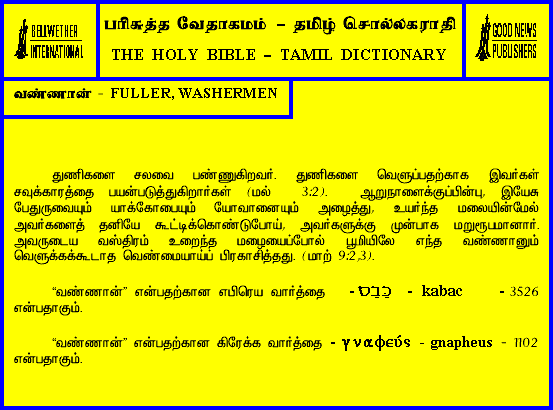 BELLWETHER
INTERNATIONAL
பரிசுத்த வேதாகமம் – தமிழ் சொல்லகராதி
THE HOLY BIBLE – TAMIL DICTIONARY
GOOD NEWS
PUBLISHERS
வண்ணான் - FULLER, WASHERMEN
துணிகளை சலவை பண்ணுகிறவர். துணிகளை வெளுப்பதற்காக இவர்கள்
சவுக்காரத்தை பயன்படுத்துகிறார்கள் (மல் 3:2). ஆறுநாளைக்குப்பின்பு, இயேசு
பேதுருவையும் யாக்கோபையும் யோவானையும் அழைத்து, உயர்ந்த மலையின்மேல்
அவர்களைத் தனியே கூட்டிக்கொண்டுபோய், அவர்களுக்கு முன்பாக மறுரூபமானார்.
அவருடைய வஸ்திரம் உறைந்த மழையைப்போல் பூமியிலே எந்த வண்ணானும்
வெளுக்கக்கூடாத வெண்மையாய்ப் பிரகாசித்தது. (மாற் 9:2,3).
“வண்ணான்” என்பதற்கான எபிரெய வார்த்தை - כָּבַס - kabac - 3526
என்பதாகும்.
“வண்ணான்” என்பதற்கான கிரேக்க வார்த்தை - γναφεύς - gnapheus - 1102
என்பதாகும்.